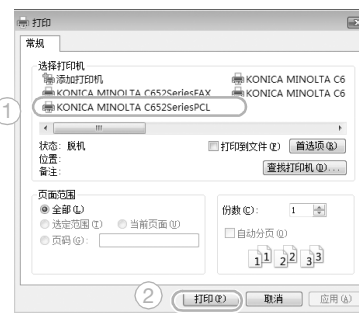 打印
常规
选择打印机
添加打印机
KONICA MINOLTA C6
KONICA MINOLTA C652SeriesFAX
KONICA MINOLTA C6
1
KONICA MINOLTA C652SeriesPCL
状态: 脱机
打印到文件(F)
首选项(R)
位置:
备注:
查找打印机(D)...
页面范围
全部(L)
份数(C): 1
选定范围(T)
当前页面(U)
页码(G):
自动分页(O)
1 1 2 2 3 3
2
打印(P)
取消
应用(A)